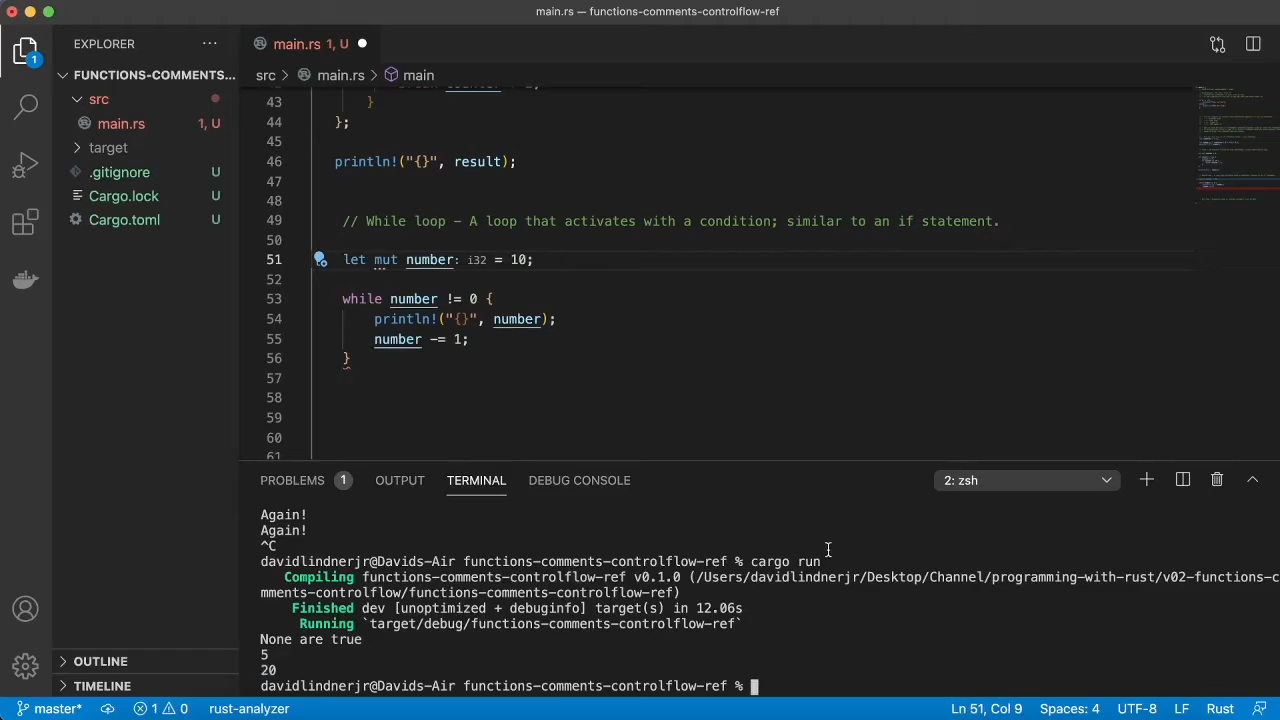 main.rs — functions-comments-controlflow-ref
EXPLORER
FUNCTIONS-COMMENTS...
src
main.rs 1, U
target
.gitignore U
Cargo.lock U
Cargo.toml U
OUTLINE
TIMELINE
1
main.rs 1, U
src > main.rs > main
43 }
44 };
45
46 println!("{}", result);
47
48
49 // While loop – A loop that activates with a condition; similar to an if statement.
50
51 let mut number: i32 = 10;
52
53 while number != 0 {
54 println!("{}", number);
55 number -= 1;
56 }
57
58
59
60
61
PROBLEMS 1 OUTPUT TERMINAL DEBUG CONSOLE 2: zsh
Again!
Again!
^C
davidlindnerjr@Davids-Air functions-comments-controlflow-ref % cargo run
Compiling functions-comments-controlflow-ref v0.1.0 (/Users/davidlindnerjr/Desktop/Channel/programming-with-rust/v02-functions-c
mments-controlflow/functions-comments-controlflow-ref)
Finished dev [unoptimized + debuginfo] target(s) in 12.06s
Running `target/debug/functions-comments-controlflow-ref`
None are true
5
20
davidlindnerjr@Davids-Air functions-comments-controlflow-ref %
master* 1 0 rust-analyzer Ln 51, Col 9 Spaces: 4 UTF-8 LF Rust